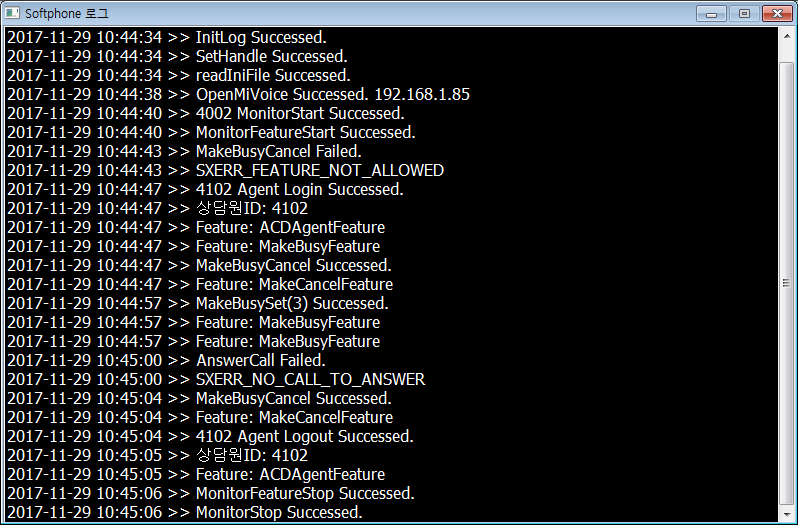 Softphone 로그
2017-11-29 10:44:34 >> InitLog Successed.
2017-11-29 10:44:34 >> SetHandle Successed.
2017-11-29 10:44:34 >> readIniFile Successed.
2017-11-29 10:44:38 >> OpenMiVoice Successed. 192.168.1.85
2017-11-29 10:44:40 >> 4002 MonitorStart Successed.
2017-11-29 10:44:40 >> MonitorFeatureStart Successed.
2017-11-29 10:44:43 >> MakeBusyCancel Failed.
2017-11-29 10:44:43 >> SXERR_FEATURE_NOT_ALLOWED
2017-11-29 10:44:47 >> 4102 Agent Login Successed.
2017-11-29 10:44:47 >> 상담원ID: 4102
2017-11-29 10:44:47 >> Feature: ACDAgentFeature
2017-11-29 10:44:47 >> Feature: MakeBusyFeature
2017-11-29 10:44:47 >> MakeBusyCancel Successed.
2017-11-29 10:44:47 >> Feature: MakeCancelFeature
2017-11-29 10:44:57 >> MakeBusySet(3) Successed.
2017-11-29 10:44:57 >> Feature: MakeBusyFeature
2017-11-29 10:44:57 >> Feature: MakeBusyFeature
2017-11-29 10:45:00 >> AnswerCall Failed.
2017-11-29 10:45:00 >> SXERR_NO_CALL_TO_ANSWER
2017-11-29 10:45:04 >> MakeBusyCancel Successed.
2017-11-29 10:45:04 >> Feature: MakeCancelFeature
2017-11-29 10:45:04 >> 4102 Agent Logout Successed.
2017-11-29 10:45:05 >> 상담원ID: 4102
2017-11-29 10:45:05 >> Feature: ACDAgentFeature
2017-11-29 10:45:06 >> MonitorFeatureStop Successed.
2017-11-29 10:45:06 >> MonitorStop Successed.